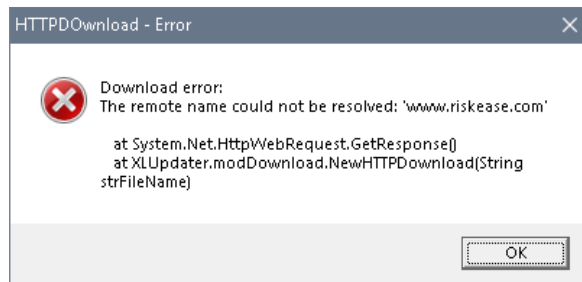 HTTPDOwnload - Error
Download error:
The remote name could not be resolved: 'www.riskease.com'
at System.Net.HttpWebRequest.GetResponse()
at XLUpdater.modDownload.NewHTTPDownload(String
strFileName)
OK